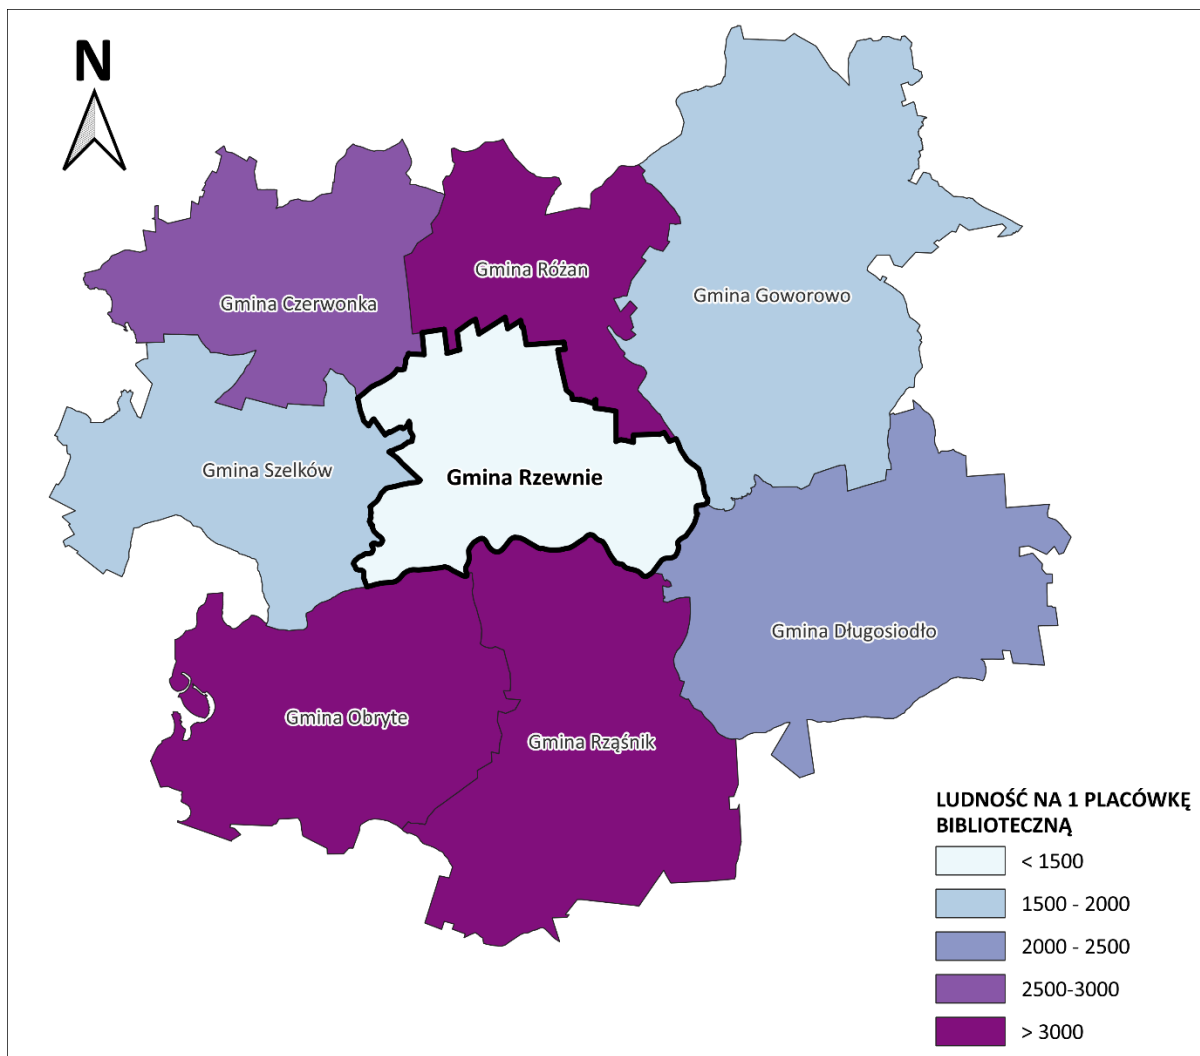 N
Gmina Różan
Gmina Goworowo
Gmina Czerwonka
Gmina Szelków
Gmina Rzewnie
Gmina Długosiodło
Gmina Obryte
Gmina Rząśnik
LUDNOŚĆ NA 1 PLACÓWKĘ
BIBLIOTECZNĄ
< 1500
1500 - 2000
2000 - 2500
2500-3000
> 3000